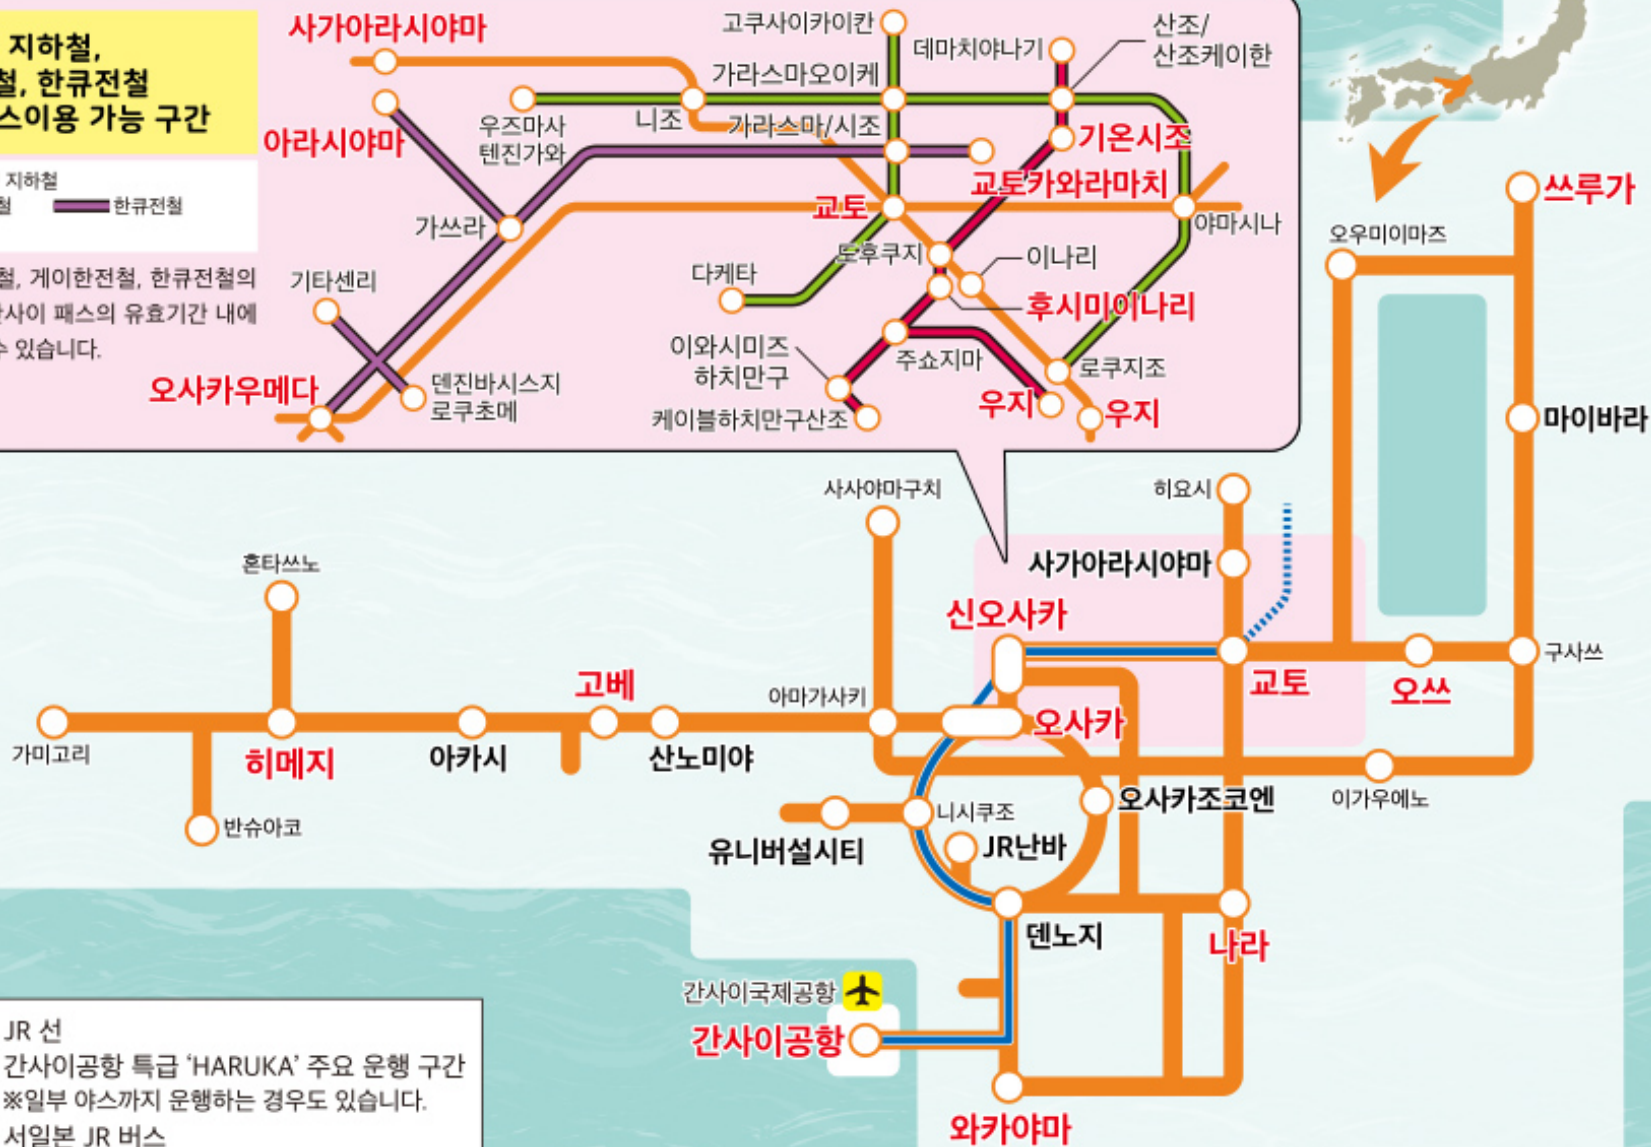 지하철,
철, 한큐전철
스이용 가능 구간
지하철
철
한큐전철
철, 게이한전철, 한큐전철의
간사이 패스의 유효기간 내에
수 있습니다.
사가아라시야마
아라시야마
우즈마사
텐진가와
니조
고쿠사이카이칸
가라스마오이케
가라스마/시조
데마치야나기
산조/
산조케이한
기온시조
교토카와라마치
교토
야마시나
가쓰라
기타센리
다케타
토후쿠지
이나리
후시미이나리
이와시미즈
하치만구
주쇼지마
로쿠지조
오사카우메다
덴진바시스지
로쿠초메
케이블하치만구산조
우지
우지
쓰루가
오우미이마즈
마이바라
사사야마구치
히요시
사가아라시야마
혼타쓰노
신오사카
교토
오쓰
구사쓰
고베
아마가사키
오사카
가미고리
히메지
아카시
산노미야
반슈아코
니시쿠조
오사카조코엔
이가우에노
유니버설시티
JR난바
덴노지
나라
간사이국제공항
간사이공항
와카야마
JR 선
간사이공항 특급 ‘HARUKA’ 주요 운행 구간
※일부 야스까지 운행하는 경우도 있습니다.
서일본 JR 버스